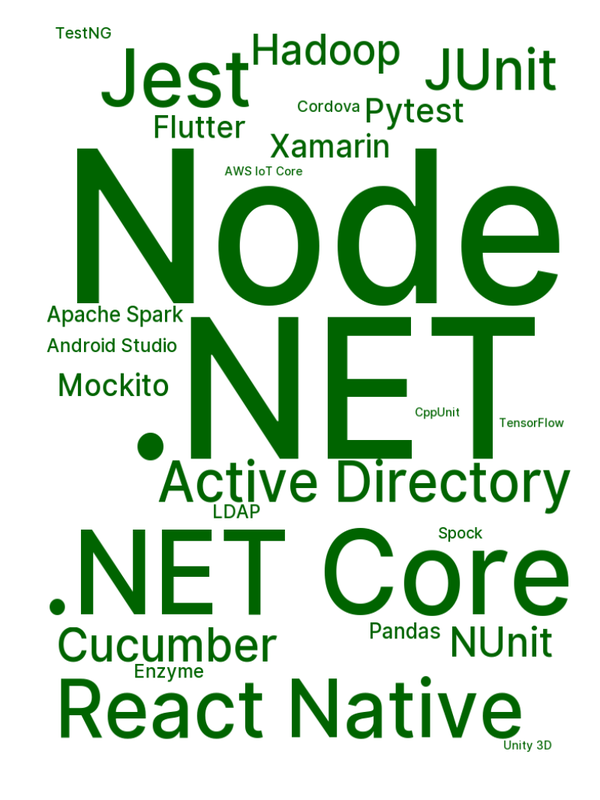 TestNG
Hadoop
Jest
JUnit
Cordova
Pytest
Flutter
Xamarin
AWS IoT Core
Node
Apache Spark
Android Studio
.NET
Mockito
CppUnit
TensorFlow
Active Directory
LDAP
.NET Core
Spock
Pandas
Cucumber
NUnit
Enzyme
React Native
Unity 3D